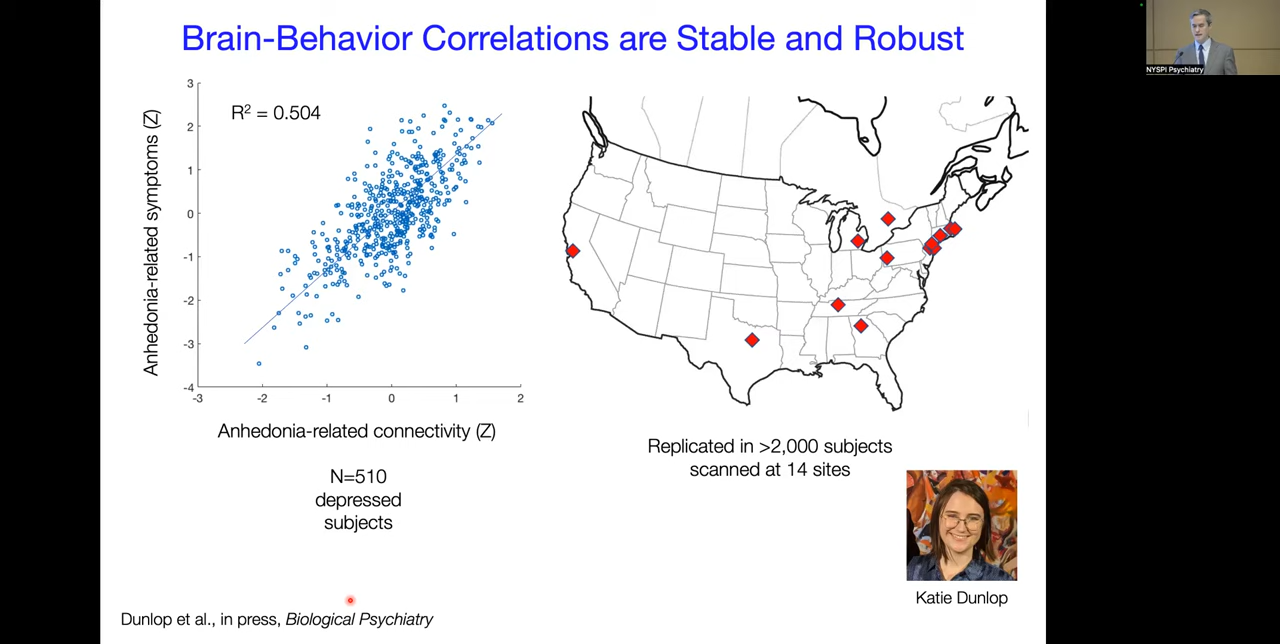 Brain-Behavior Correlations are Stable and Robust
NYSPI Psychiatry
R² = 0.504
Anhedonia-related symptoms (Z)
3
2
1
0
-1
-2
-3
-4
-3
-2
-1
0
1
2
Anhedonia-related connectivity (Z)
N=510
depressed
subjects
Replicated in >2,000 subjects
scanned at 14 sites
Katie Dunlop
Dunlop et al., in press, Biological Psychiatry